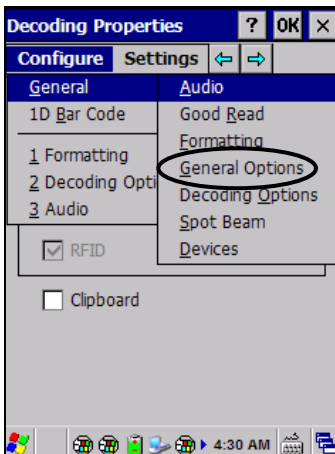 Decoding Properties ? OK ×
Configure Settings
General
1D Bar Code
1 Formatting
2 Decoding Opti
3 Audio
Audio
Good Read
Formatting
General Options
Decoding Options
Spot Beam
Devices
RFID
Clipboard
4:30 AM